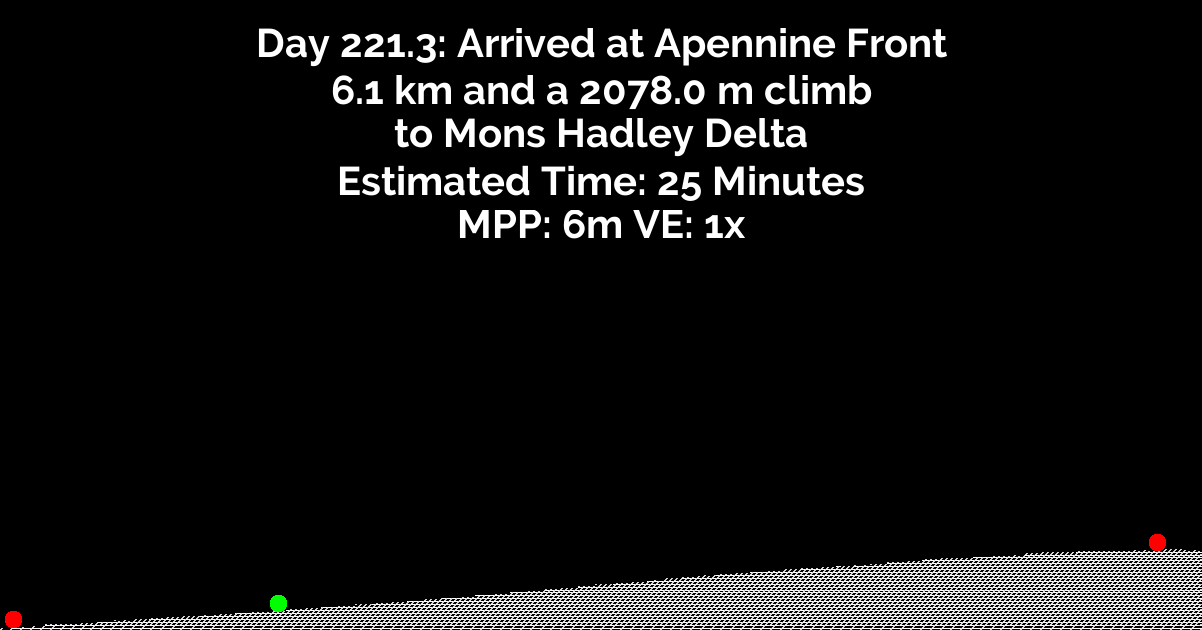 Day 221.3: Arrived at Apennine Front
6.1 km and a 2078.0 m climb
to Mons Hadley Delta
Estimated Time: 25 Minutes
MPP: 6m VE: 1x